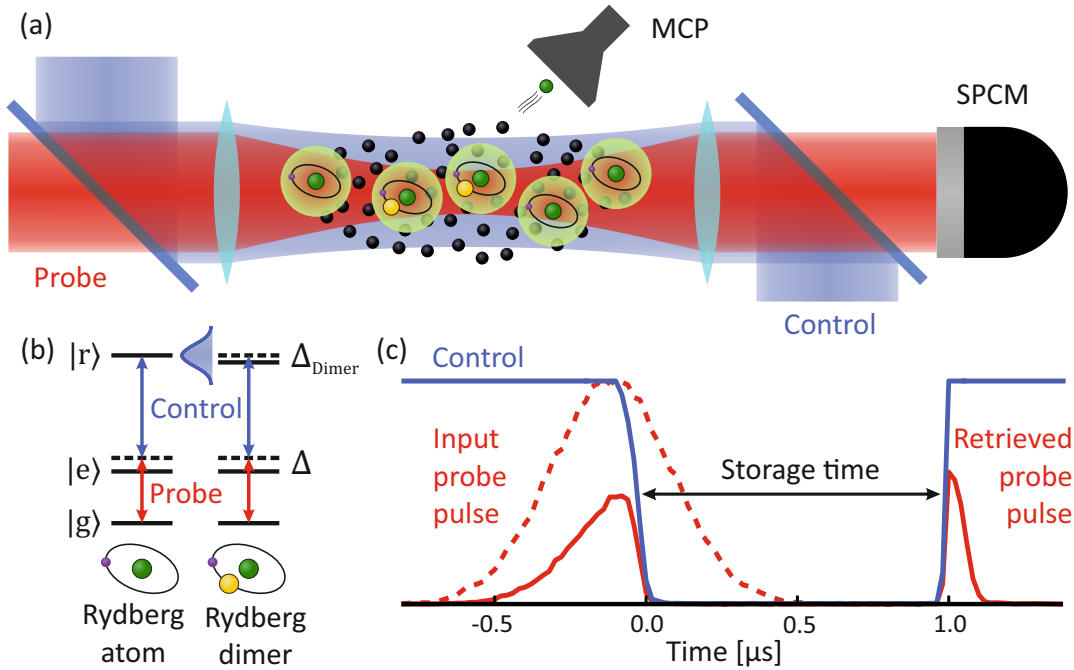 (a)
MCP
SPCM
Probe
Control
(b)
|r⟩
Δ_Dimer
Control
|e⟩
Δ
Probe
|g⟩
Rydberg
atom
Rydberg
dimer
(c)
Control
Input
probe
pulse
Storage time
Retrieved
probe
pulse
-0.5
0.0
0.5
1.0
Time [µs]